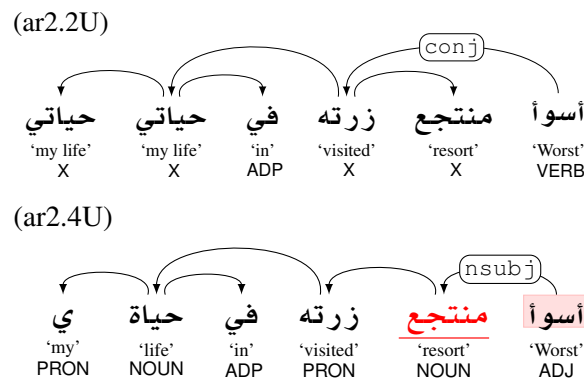 (ar2.2U)
conj
أسوأ منتجع زرته في حياتي حياتي
‘my life’ ‘my life’ ‘in’ ‘visited’ ‘resort’ ‘Worst’
X X ADP X X VERB
(ar2.4U)
nsubj
أسوأ منتجع زرته في حياة ي
‘my’ ‘life’ ‘in’ ‘visited’ ‘resort’ ‘Worst’
PRON NOUN ADP PRON NOUN ADJ